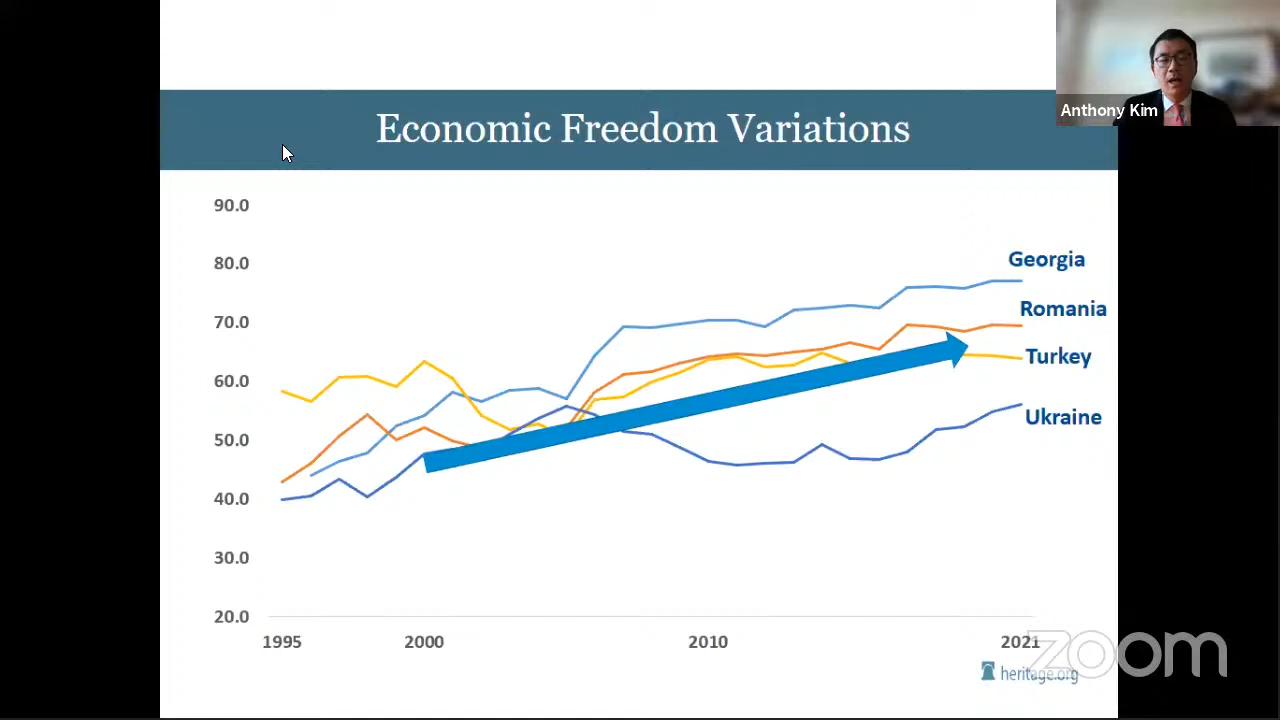 Anthony Kim
Economic Freedom Variations
90.0
80.0
70.0
60.0
50.0
40.0
30.0
20.0
Georgia
Romania
Turkey
Ukraine
1995 2000 2010 2021
zoom
heritage.org